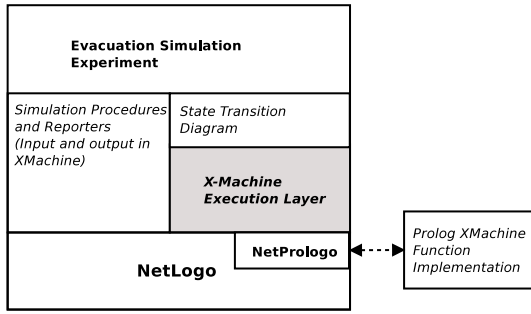 Evacuation Simulation
Experiment
Simulation Procedures
and Reporters
(Input and output in
XMachine)
State Transition
Diagram
X-Machine
Execution Layer
NetLogo
NetPrologo
Prolog XMachine
Function
Implementation